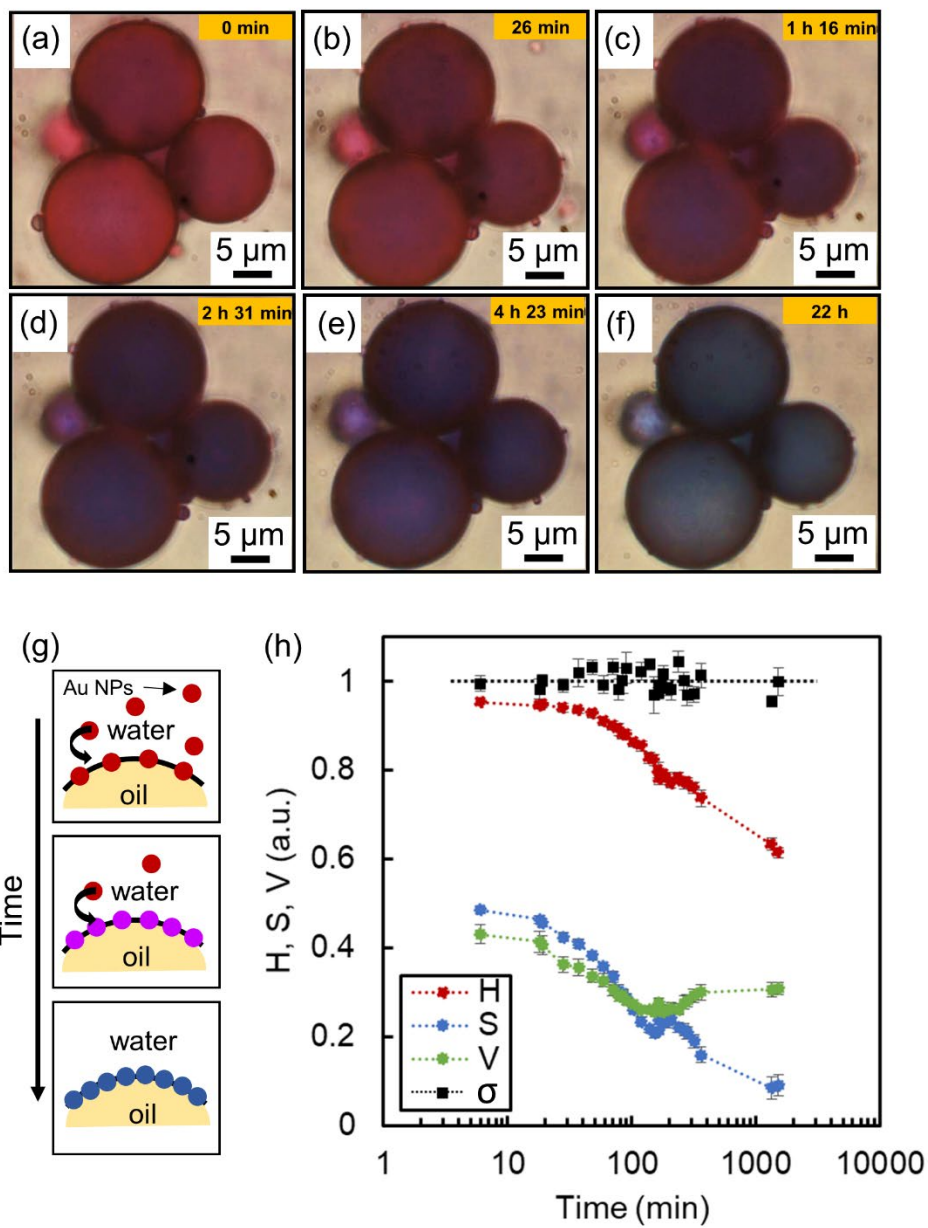 (a)
0 min
5 µm
(b)
26 min
5 µm
(c)
1 h 16 min
5 µm
(d)
2 h 31 min
5 µm
(e)
4 h 23 min
5 µm
(f)
22 h
5 µm
(g)
Time
Au NPs
water
oil
water
oil
water
oil
(h)
H, S, V (a.u.)
1
0.8
0.6
0.4
0.2
0
H
S
V
σ
1
10
100
1000
10000
Time (min)